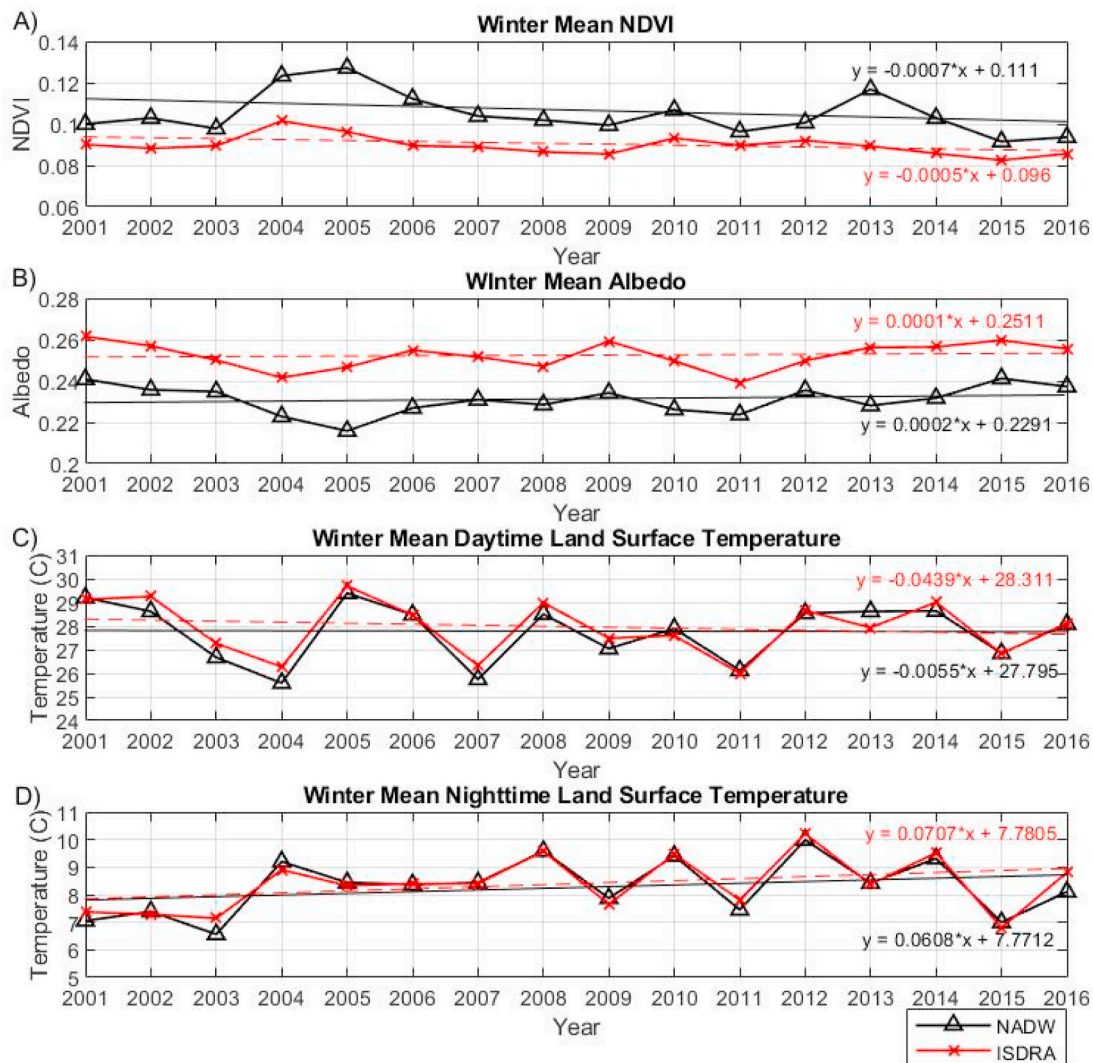 A)
Winter Mean NDVI
0.14
0.12
0.1
0.08
0.06
NDVI
y = -0.0007*x + 0.111
y = -0.0005*x + 0.096
2001 2002 2003 2004 2005 2006 2007 2008 2009 2010 2011 2012 2013 2014 2015 2016
Year
B)
WInter Mean Albedo
0.28
0.26
0.24
0.22
0.2
Albedo
y = 0.0001*x + 0.2511
y = 0.0002*x + 0.2291
2001 2002 2003 2004 2005 2006 2007 2008 2009 2010 2011 2012 2013 2014 2015 2016
Year
C)
Winter Mean Daytime Land Surface Temperature
31
30
29
28
27
26
25
24
Temperature (C)
y = -0.0439*x + 28.311
y = -0.0055*x + 27.795
2001 2002 2003 2004 2005 2006 2007 2008 2009 2010 2011 2012 2013 2014 2015 2016
Year
D)
Winter Mean Nighttime Land Surface Temperature
11
10
9
8
7
6
5
Temperature (C)
y = 0.0707*x + 7.7805
y = 0.0608*x + 7.7712
2001 2002 2003 2004 2005 2006 2007 2008 2009 2010 2011 2012 2013 2014 2015 2016
Year
NADW
ISDRA